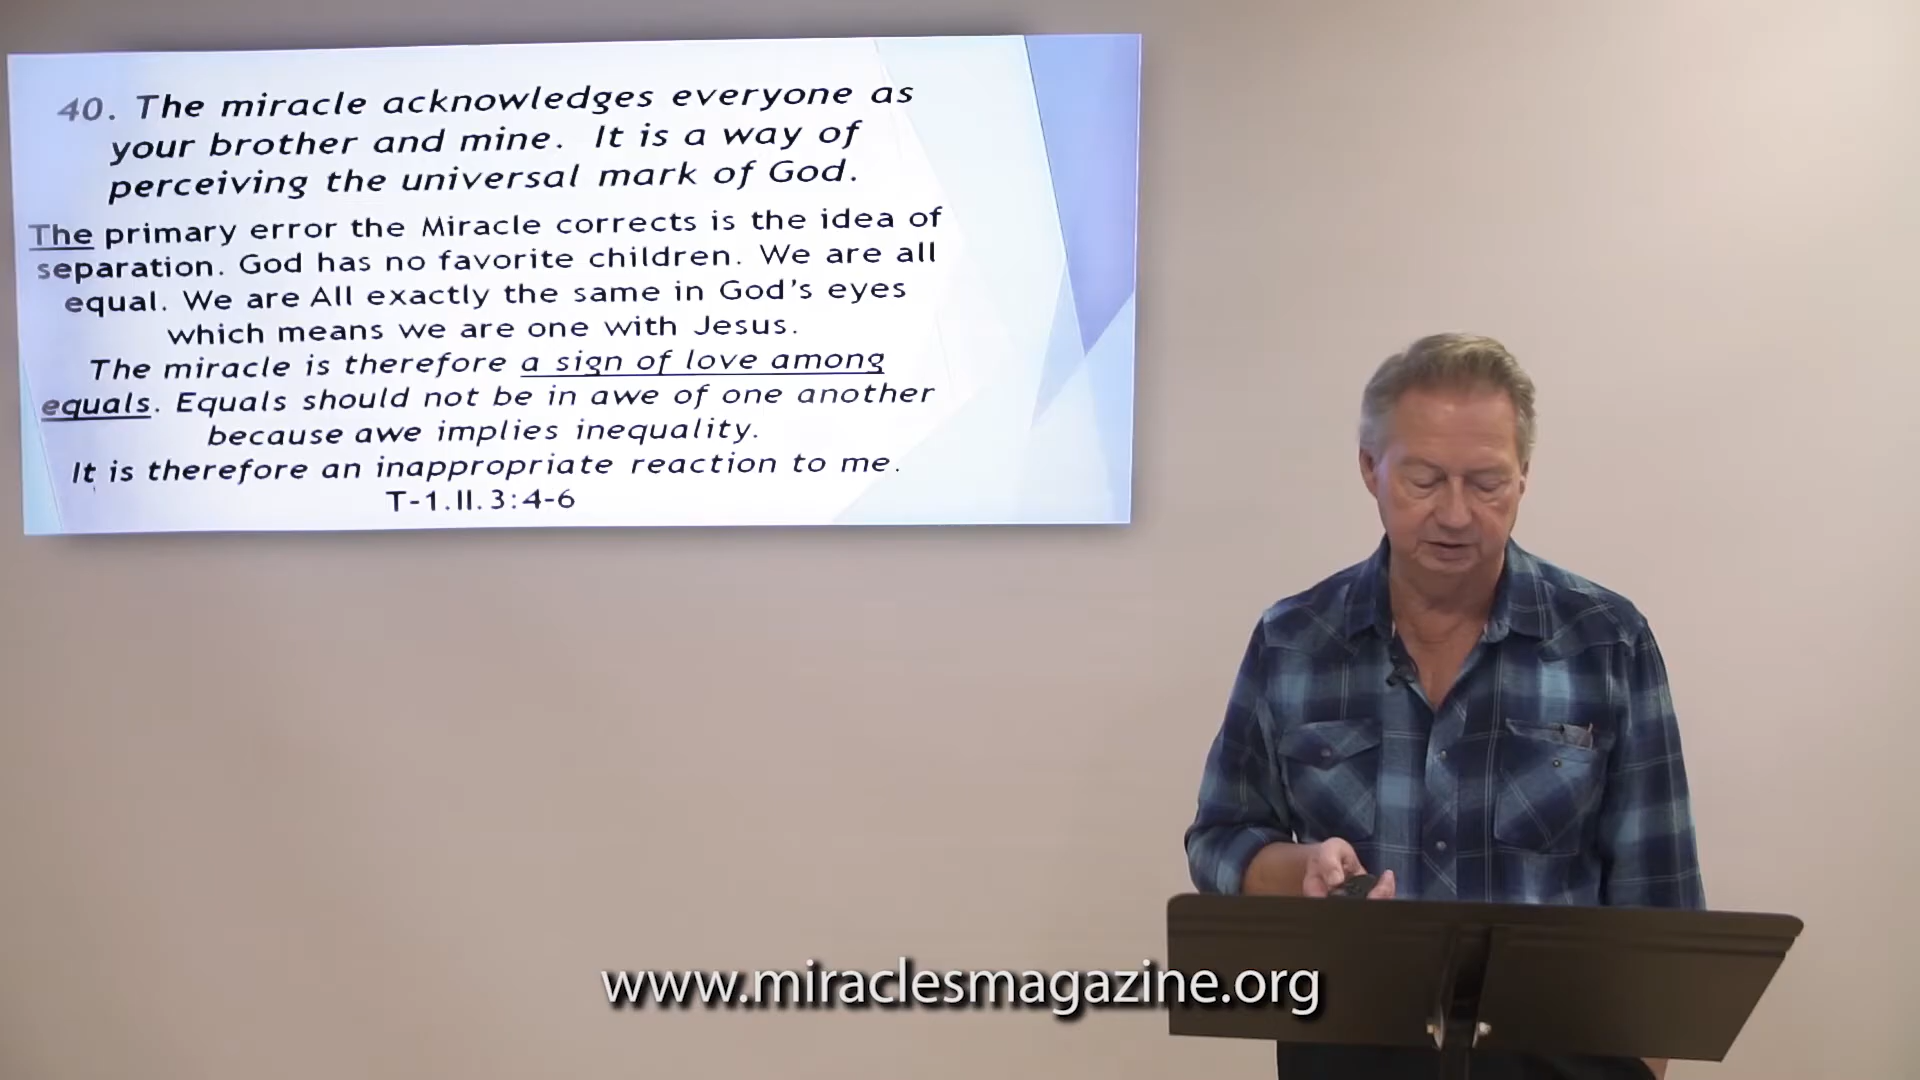 40. The miracle acknowledges everyone as
your brother and mine. It is a way of
perceiving the universal mark of God.
The primary error the Miracle corrects is the idea of
separation. God has no favorite children. We are all
equal. We are All exactly the same in God's eyes
which means we are one with Jesus.
The miracle is therefore a sign of love among
equals. Equals should not be in awe of one another
because awe implies inequality.
It is therefore an inappropriate reaction to me.
T-1.II.3:4-6
www.miraclesmagazine.org